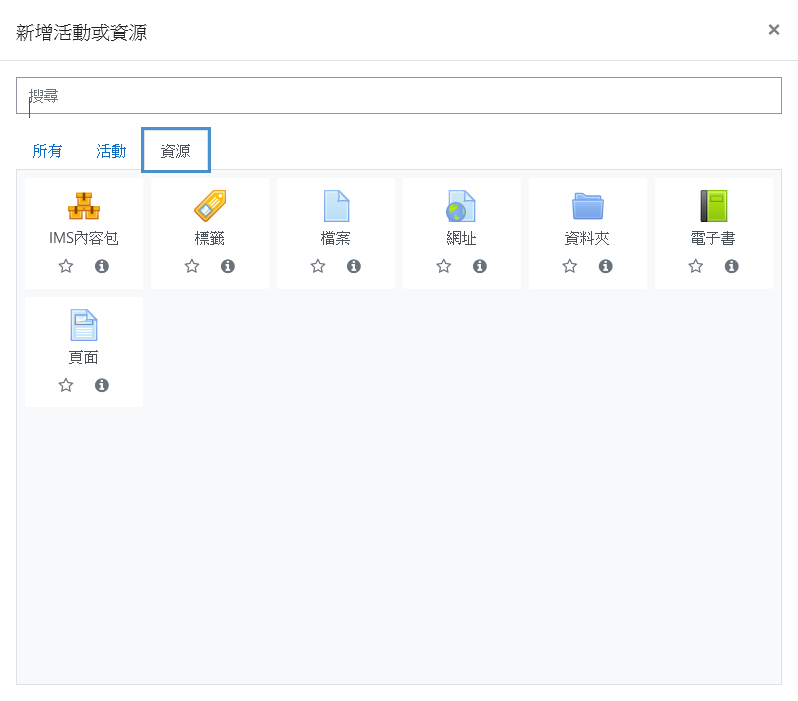 新增活動或資源
搜尋
所有 活動 資源
IMS內容包 標籤 檔案 網址 資料夾 電子書
頁面